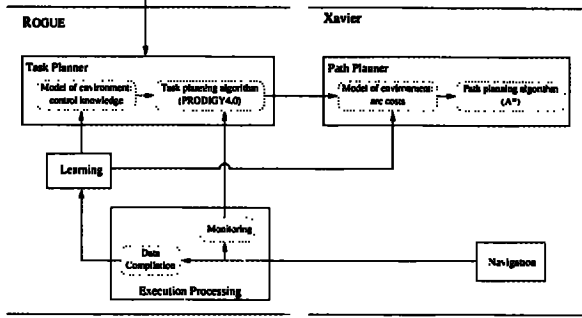 ROGUE
Xavier
Task Planner
Model of environment:
control knowledge
Task planning algorithm
(PRODIGY4.0)
Path Planner
Model of environment:
arc costs
Path planning algorithm
(A*)
Learning
Monitoring
Data
Compilation
Execution Processing
Navigation